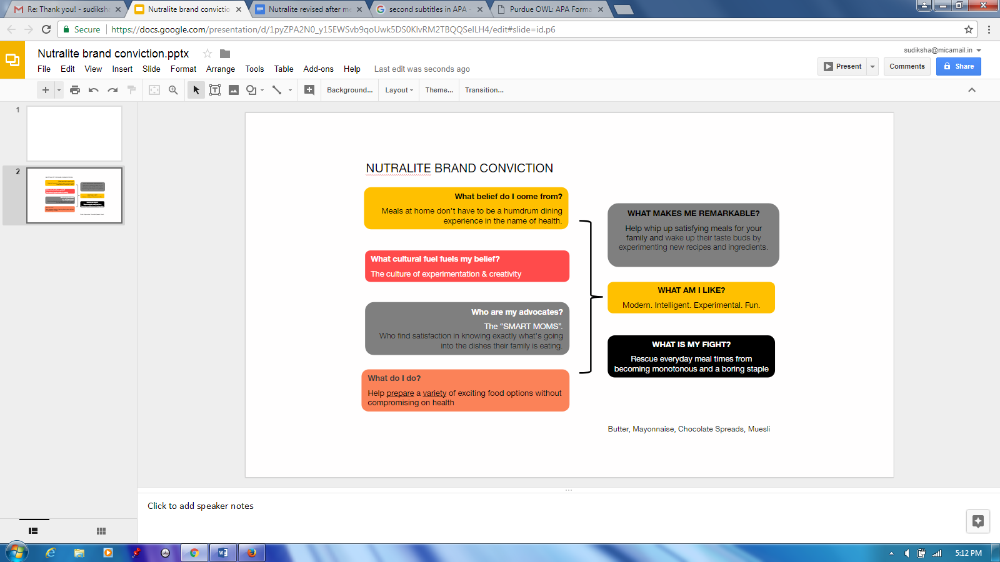 Re: Thank you! - sudiksha
Nutralite brand convictio
Nutralite revised after me
second subtitles in APA -
Purdue OWL: APA Forma
Secure
https://docs.google.com/presentation/d/1pyZPA2N0_y15EWSvb9qoUwk5DS0KlvRM2TBQQSelLH4/edit#slide=id.p6
Nutralite brand conviction.pptx
sudiksha@micamail.in
File Edit View Insert Slide Format Arrange Tools Table Add-ons Help Last edit was seconds ago
Present Comments Share
Background... Layout Theme... Transition...
1
2
NUTRALITE BRAND CONVICTION
What belief do I come from?
Meals at home don’t have to be a humdrum dining
experience in the name of health.
What cultural fuel fuels my belief?
The culture of experimentation & creativity
Who are my advocates?
The “SMART MOMS”.
Who find satisfaction in knowing exactly what's going
into the dishes their family is eating.
What do I do?
Help prepare a variety of exciting food options without
compromising on health
WHAT MAKES ME REMARKABLE?
Help whip up satisfying meals for your
family and wake up their taste buds by
experimenting new recipes and ingredients.
WHAT AM I LIKE?
Modern. Intelligent. Experimental. Fun.
WHAT IS MY FIGHT?
Rescue everyday meal times from
becoming monotonous and a boring staple
Butter, Mayonnaise, Chocolate Spreads, Muesli
Click to add speaker notes
5:12 PM